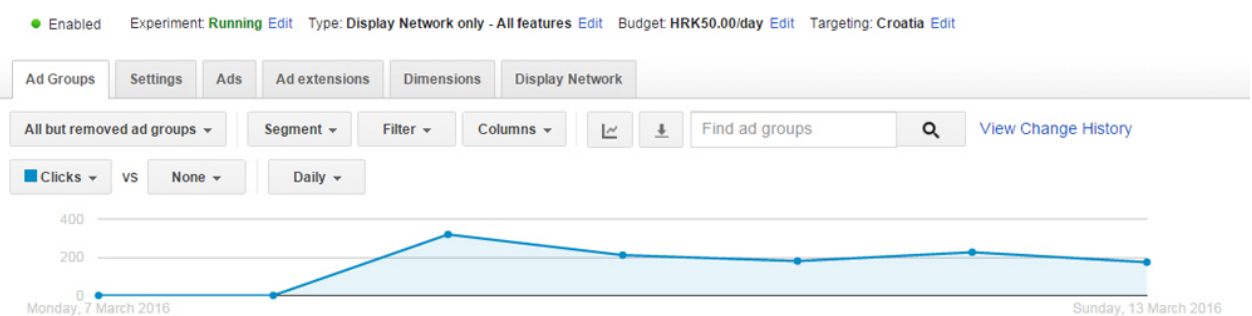 Enabled Experiment: Running Edit Type: Display Network only - All features Edit Budget: HRK50.00/day Edit Targeting: Croatia Edit
Ad Groups Settings Ads Ad extensions Dimensions Display Network
All but removed ad groups Segment Filter Columns Find ad groups View Change History
Clicks VS None Daily
400
200
0
Monday, 7 March 2016 Sunday, 13 March 2016